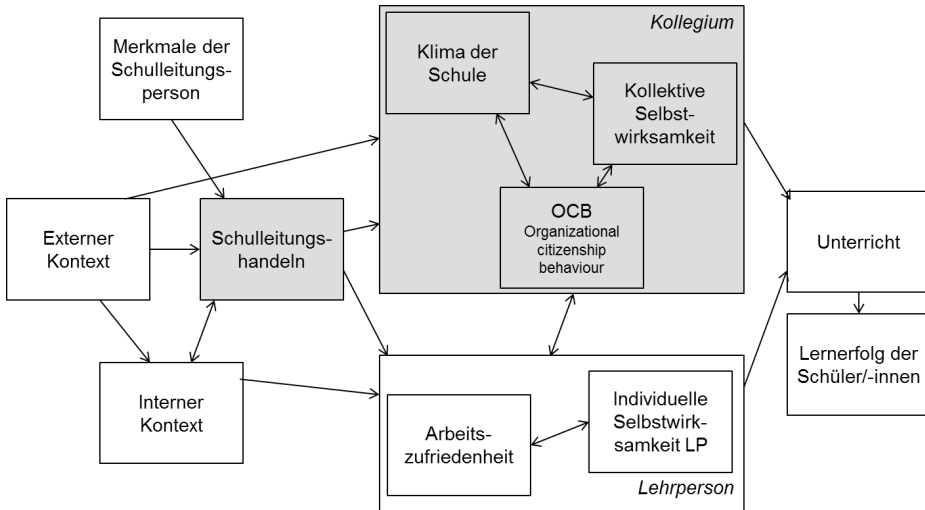 Kollegium
Merkmale der
Schulleitungs-
person
Klima der
Schule
Kollektive
Selbst-
wirksamkeit
OCB
Organizational
citizenship
behaviour
Externer
Kontext
Schulleitungs-
handeln
Unterricht
Interner
Kontext
Lernerfolg der
Schüler/-innen
Arbeits-
zufriedenheit
Individuelle
Selbstwirk-
samkeit LP
Lehrperson